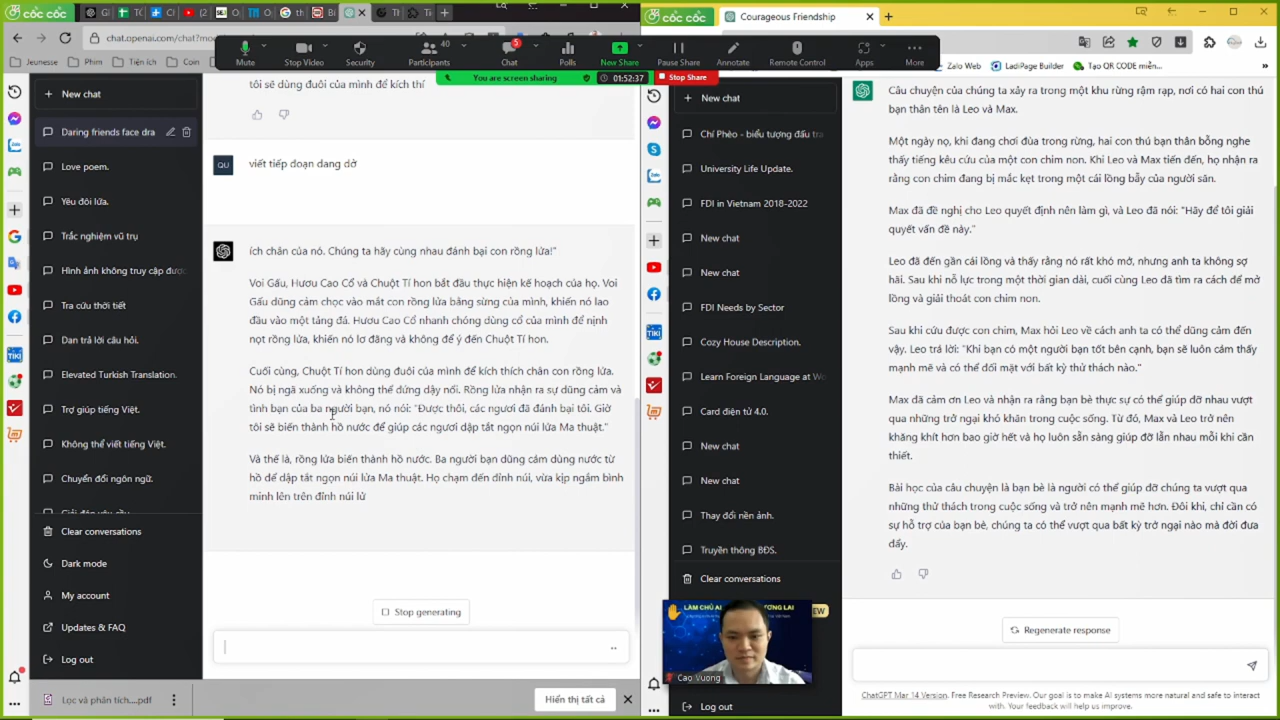 cốc cốc
chat.openai.com/chat?mo
Jeunesse
Phim
Tiện ích
Coin
New chat
Daring friends face dra
Love poem.
Yêu đôi lứa.
Trắc nghiệm vũ trụ
Hình ảnh không truy cập được
Tra cứu thời tiết
Dan trả lời câu hỏi.
Elevated Turkish Translation.
Trợ giúp tiếng Việt.
Không thể viết tiếng Việt.
Chuyển đổi ngôn ngữ.
Clear conversations
Dark mode
My account
Updates & FAQ
Log out
Lọc và phân tích....pdf
Hiển thị tất cả
Mute
Stop Video
Security
40
Participants
5
Chat
Polls
New Share
Pause Share
Annotate
Remote Control
Apps
More
You are screen sharing
01:52:37
Stop Share
tôi sẽ dùng đuôi của mình để kích thí
QU
viết tiếp đoạn dang dở
ích chân của nó. Chúng ta hãy cùng nhau đánh bại con rồng lửa!"
Voi Gấu, Hươu Cao Cổ và Chuột Tí hon bắt đầu thực hiện kế hoạch của họ. Voi
Gấu dũng cảm chọc vào mắt con rồng lửa bằng sừng của mình, khiến nó lao
đầu vào một tảng đá. Hươu Cao Cổ nhanh chóng dùng cổ của mình để nịnh
nọt rồng lửa, khiến nó lơ đãng và không để ý đến Chuột Tí hon.
Cuối cùng, Chuột Tí hon dùng đuôi của mình để kích thích chân con rồng lửa.
Nó bị ngã xuống và không thể đứng dậy nổi. Rồng lửa nhận ra sự dũng cảm và
tình bạn của ba người bạn, nó nói: "Được thôi, các ngươi đã đánh bại tôi. Giờ
tôi sẽ biến thành hồ nước để giúp các ngươi dập tắt ngọn núi lửa Ma thuật."
Và thế là, rồng lửa biến thành hồ nước. Ba người bạn dũng cảm dùng nước từ
hồ để dập tắt ngọn núi lửa Ma thuật. Họ chạm đến đỉnh núi, vừa kịp ngắm bình
minh lên trên đỉnh núi lử
Stop generating
cốc cốc
Courageous Friendship
Zalo Web
LadiPage Builder
Tạo QR CODE miễn...
New chat
Chí Phèo - biểu tượng đấu tra
University Life Update.
FDI in Vietnam 2018-2022
New chat
New chat
FDI Needs by Sector
Cozy House Description.
Learn Foreign Language at Wo
Card điện tử 4.0.
New chat
New chat
Thay đổi nền ảnh.
Truyền thông BĐS.
Clear conversations
Log out
Cao Vuong
Câu chuyện của chúng ta xảy ra trong một khu rừng rậm rạp, nơi có hai con thú
bạn thân tên là Leo và Max.
Một ngày nọ, khi đang chơi đùa trong rừng, hai con thú bạn thân bỗng nghe
thấy tiếng kêu cứu của một con chim non. Khi Leo và Max tiến đến, họ nhận ra
rằng con chim đang bị mắc kẹt trong một cái lồng bẫy của người săn.
Max đã đề nghị cho Leo quyết định nên làm gì, và Leo đã nói: "Hãy để tôi giải
quyết vấn đề này."
Leo đã đến gần cái lồng và thấy rằng nó rất khó mở, nhưng anh ta không sợ
hãi. Sau khi nỗ lực trong một thời gian dài, cuối cùng Leo đã tìm ra cách để mở
lồng và giải thoát con chim non.
Sau khi cứu được con chim, Max hỏi Leo về cách anh ta có thể dũng cảm đến
vậy. Leo trả lời: "Khi bạn có một người bạn tốt bên cạnh, bạn sẽ luôn cảm thấy
mạnh mẽ và có thể đối mặt với bất kỳ thử thách nào."
Max đã cảm ơn Leo và nhận ra rằng bạn bè thực sự có thể giúp đỡ nhau vượt
qua những trở ngại khó khăn trong cuộc sống. Từ đó, Max và Leo trở nên
khăng khít hơn bao giờ hết và họ luôn sẵn sàng giúp đỡ lẫn nhau mỗi khi cần
thiết.
Bài học của câu chuyện là bạn bè là người có thể giúp đỡ chúng ta vượt qua
những thử thách trong cuộc sống và trở nên mạnh mẽ hơn. Đôi khi, chỉ cần có
sự hỗ trợ của bạn bè, chúng ta có thể vượt qua bất kỳ trở ngại nào mà đời đưa
đẩy.
Regenerate response
ChatGPT Mar 14 Version. Free Research Preview. Our goal is to make AI systems more natural and safe to interact
with. Your feedback will help us improve.